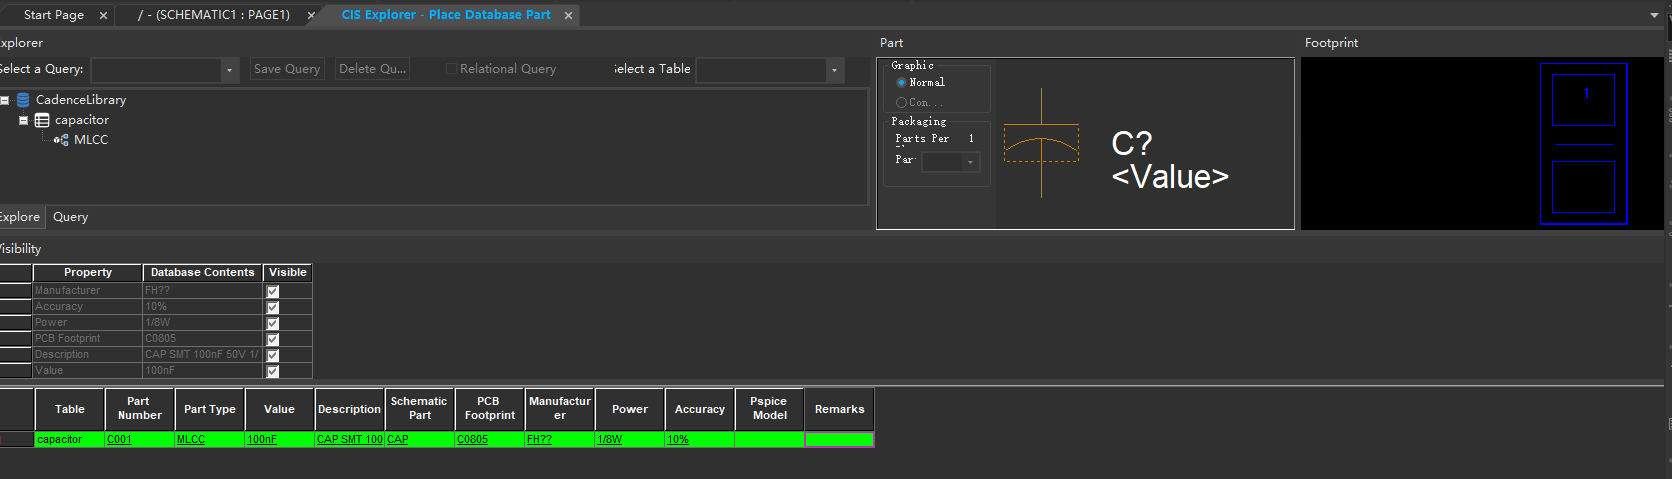 Start Page
/ - (SCHEMATIC1 : PAGE1)
CIS Explorer - Place Database Part
xplorer
Part
Footprint
elect a Query:
Save Query
Delete Qu...
Relational Query
elect a Table
CadenceLibrary
capacitor
MLCC
Graphic
Normal
Con...
Packaging
Parts Per
1
Par
C?
<Value>
1
xplore
Query
isibility
Property Database Contents Visible
Manufacturer FH??
Accuracy 10%
Power 1/8W
PCB Footprint C0805
Description CAP SMT 100nF 50V 1/
Value 100nF
Table Part Number Part Type Value Description Schematic Part PCB Footprint Manufacturer Power Accuracy Pspice Model Remarks
capacitor C001 MLCC 100nF CAP SMT 100 CAP C0805 FH?? 1/8W 10%